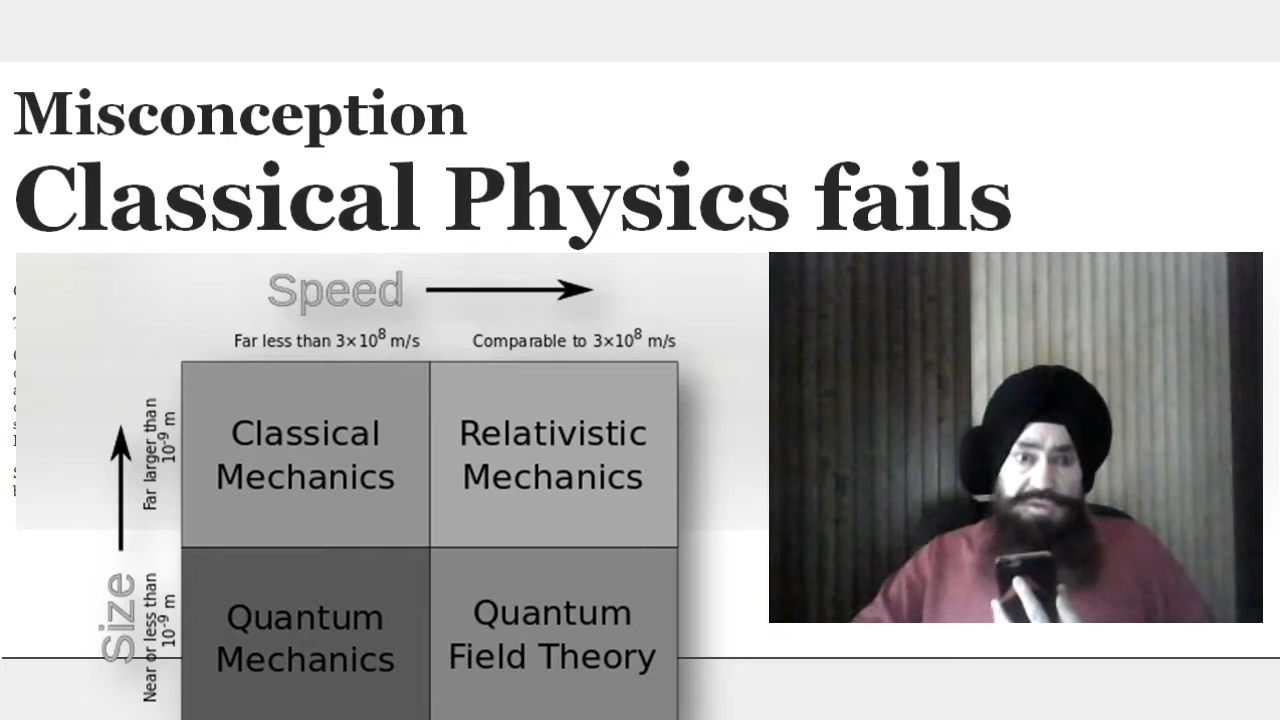 Misconception
Classical Physics fails
Speed
Far less than 3×10⁸ m/s
Comparable to 3×10⁸ m/s
Size
Far larger than
10⁻⁹ m
Near or less than
10⁻⁹ m
Classical
Mechanics
Relativistic
Mechanics
Quantum
Mechanics
Quantum
Field Theory